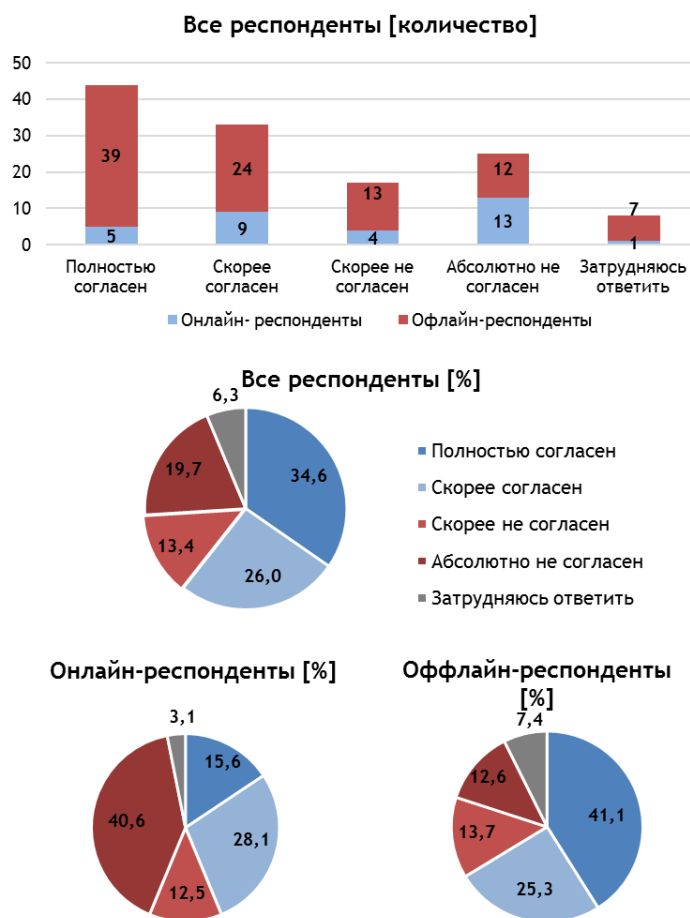 Все респонденты [количество]
50
40
30
20
10
0
39
24
13
12
7
5
9
4
13
1
Полностью согласен
Скорее согласен
Скорее не согласен
Абсолютно не согласен
Затрудняюсь ответить
Онлайн- респонденты
Офлайн-респонденты
Все респонденты [%]
6,3
34,6
19,7
13,4
26,0
Полностью согласен
Скорее согласен
Скорее не согласен
Абсолютно не согласен
Затрудняюсь ответить
Онлайн-респонденты [%]
3,1
15,6
40,6
28,1
12,5
Оффлайн-респонденты
[%]
7,4
12,6
41,1
13,7
25,3